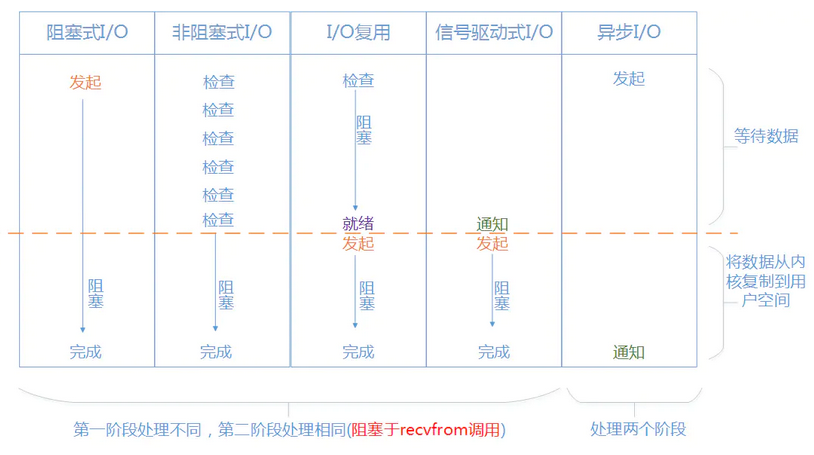 阻塞式I/O
非阻塞式I/O
I/O复用
信号驱动式I/O
异步I/O
发起
检查
检查
发起
检查
检查
阻塞
等待数据
检查
检查
检查
就绪
通知
发起
发起
将数据从内
核复制到用
户空间
阻塞
阻塞
阻塞
阻塞
完成
完成
完成
完成
通知
第一阶段处理不同，第二阶段处理相同(阻塞于recvfrom调用)
处理两个阶段